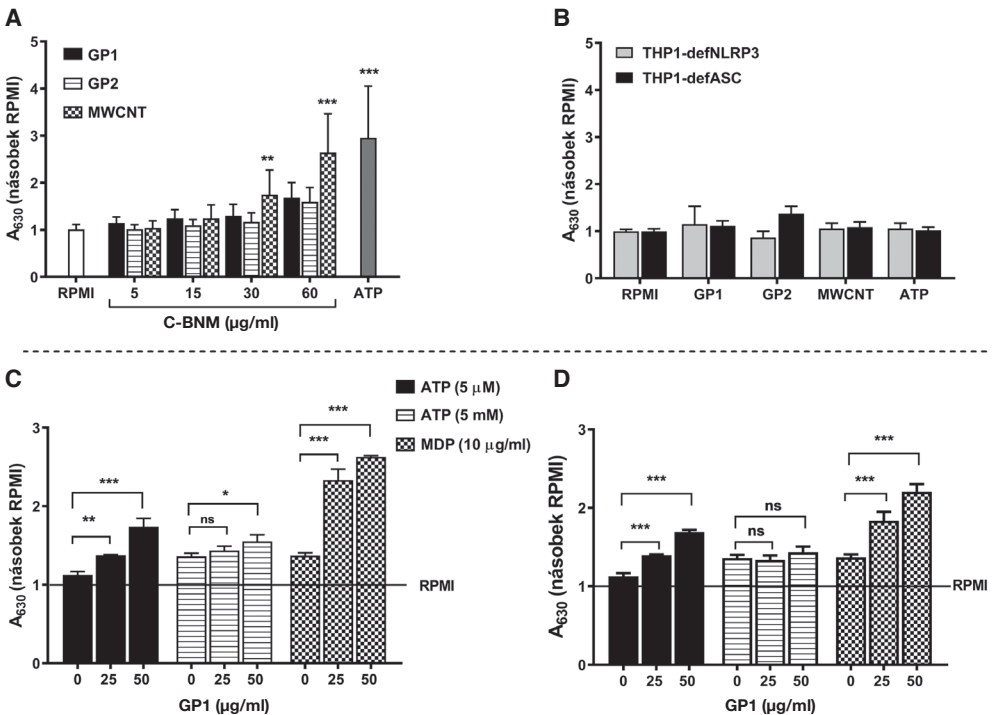 A
5
4
3
2
1
0
A630 (násobek RPMI)
GP1
GP2
MWCNT
**
***
***
RPMI
5
15
30
60
ATP
C-BNM (µg/ml)
B
5
4
3
2
1
0
A630 (násobek RPMI)
THP1-defNLRP3
THP1-defASC
RPMI
GP1
GP2
MWCNT
ATP
C
3
2
1
0
A630 (násobek RPMI)
ATP (5 µM)
ATP (5 mM)
MDP (10 µg/ml)
**
***
ns
*
***
***
RPMI
0
25
50
0
25
50
0
25
50
GP1 (µg/ml)
D
3
2
1
0
A630 (násobek RPMI)
***
***
ns
ns
***
***
RPMI
0
25
50
0
25
50
0
25
50
GP1 (µg/ml)